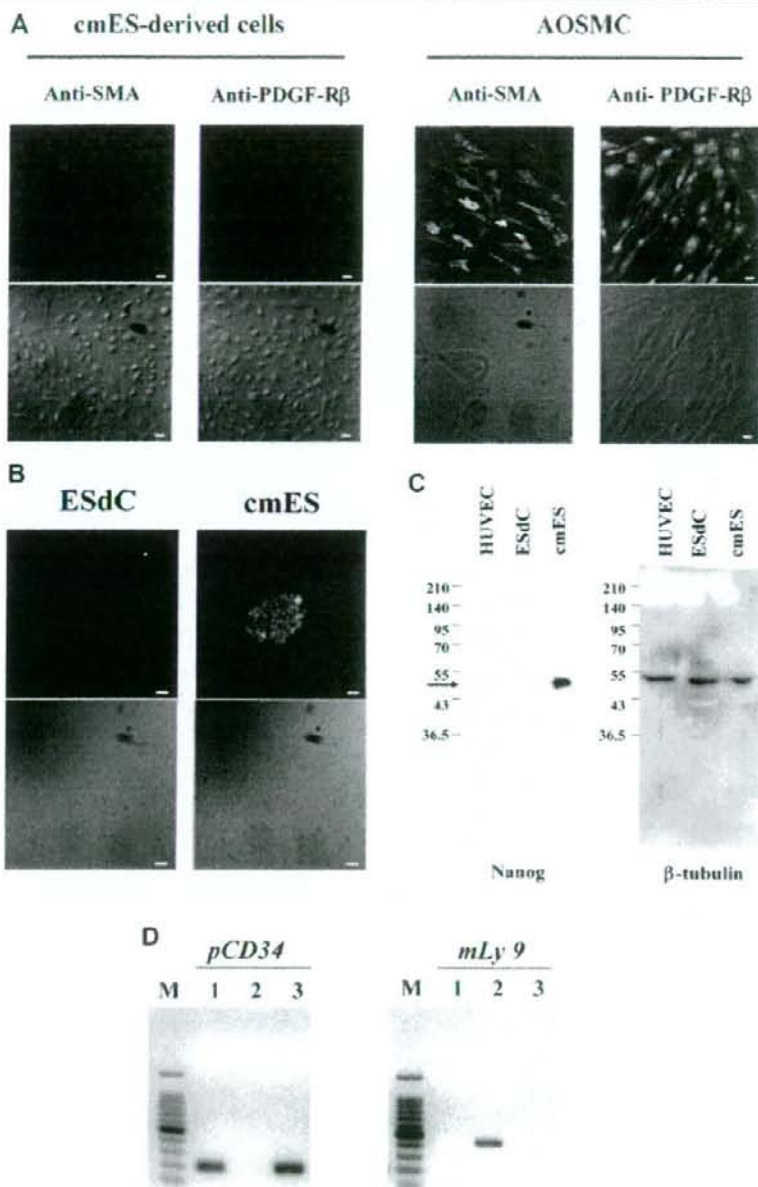 A
cmES-derived cells
AOSMC
Anti-SMA
Anti-PDGF-Rβ
Anti-SMA
Anti- PDGF-Rβ
B
ESdC
cmES
C
HUVEC
ESdC
cmES
210
140
95
70
55
43
36.5
Nanog
HUVEC
ESdC
cmES
210
140
95
70
55
43
36.5
β-tubulin
D
pCD34
M 1 2 3
mLy 9
M 1 2 3